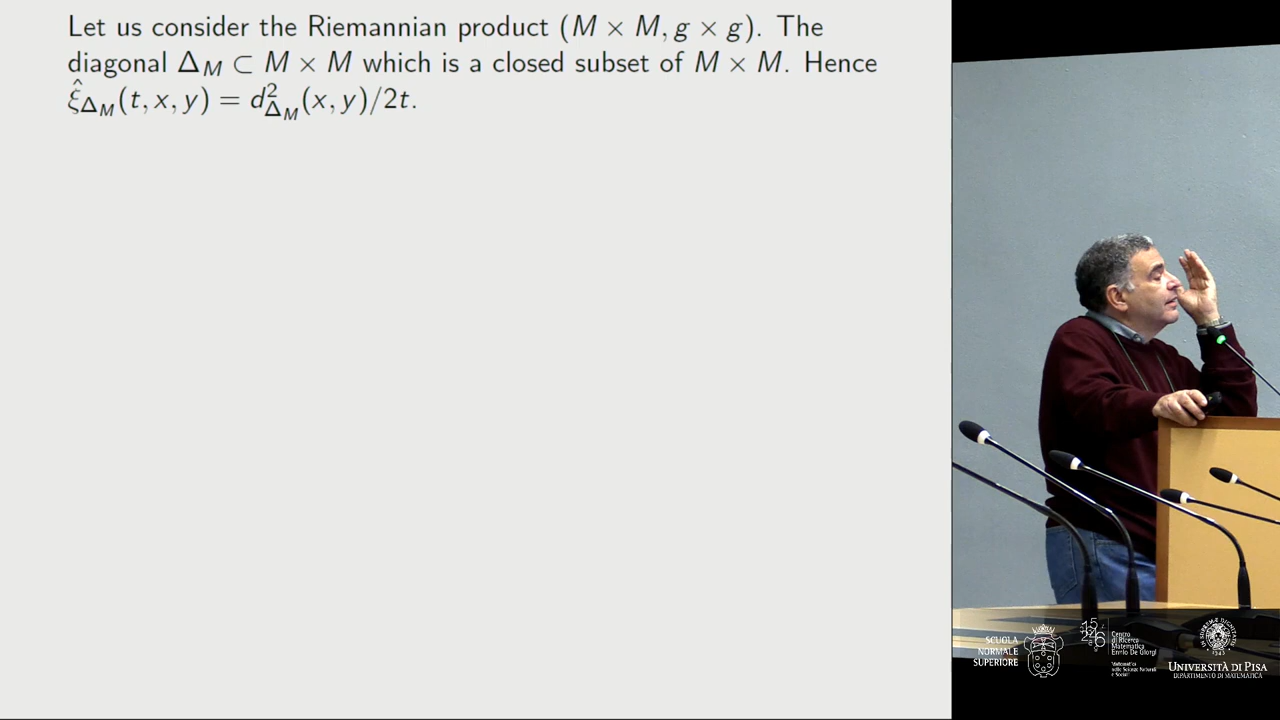 Let us consider the Riemannian product (M × M, g × g). The
diagonal Δ_M ⊂ M × M which is a closed subset of M × M. Hence
ξ̂_{Δ_M}(t, x, y) = d²_{Δ_M}(x, y)/2t.
SCUOLA
NORMALE
SUPERIORE
Centro
di Ricerca
Matematica
Ennio De Giorgi
UNIVERSITÀ DI PISA
DIPARTIMENTO DI MATEMATICA